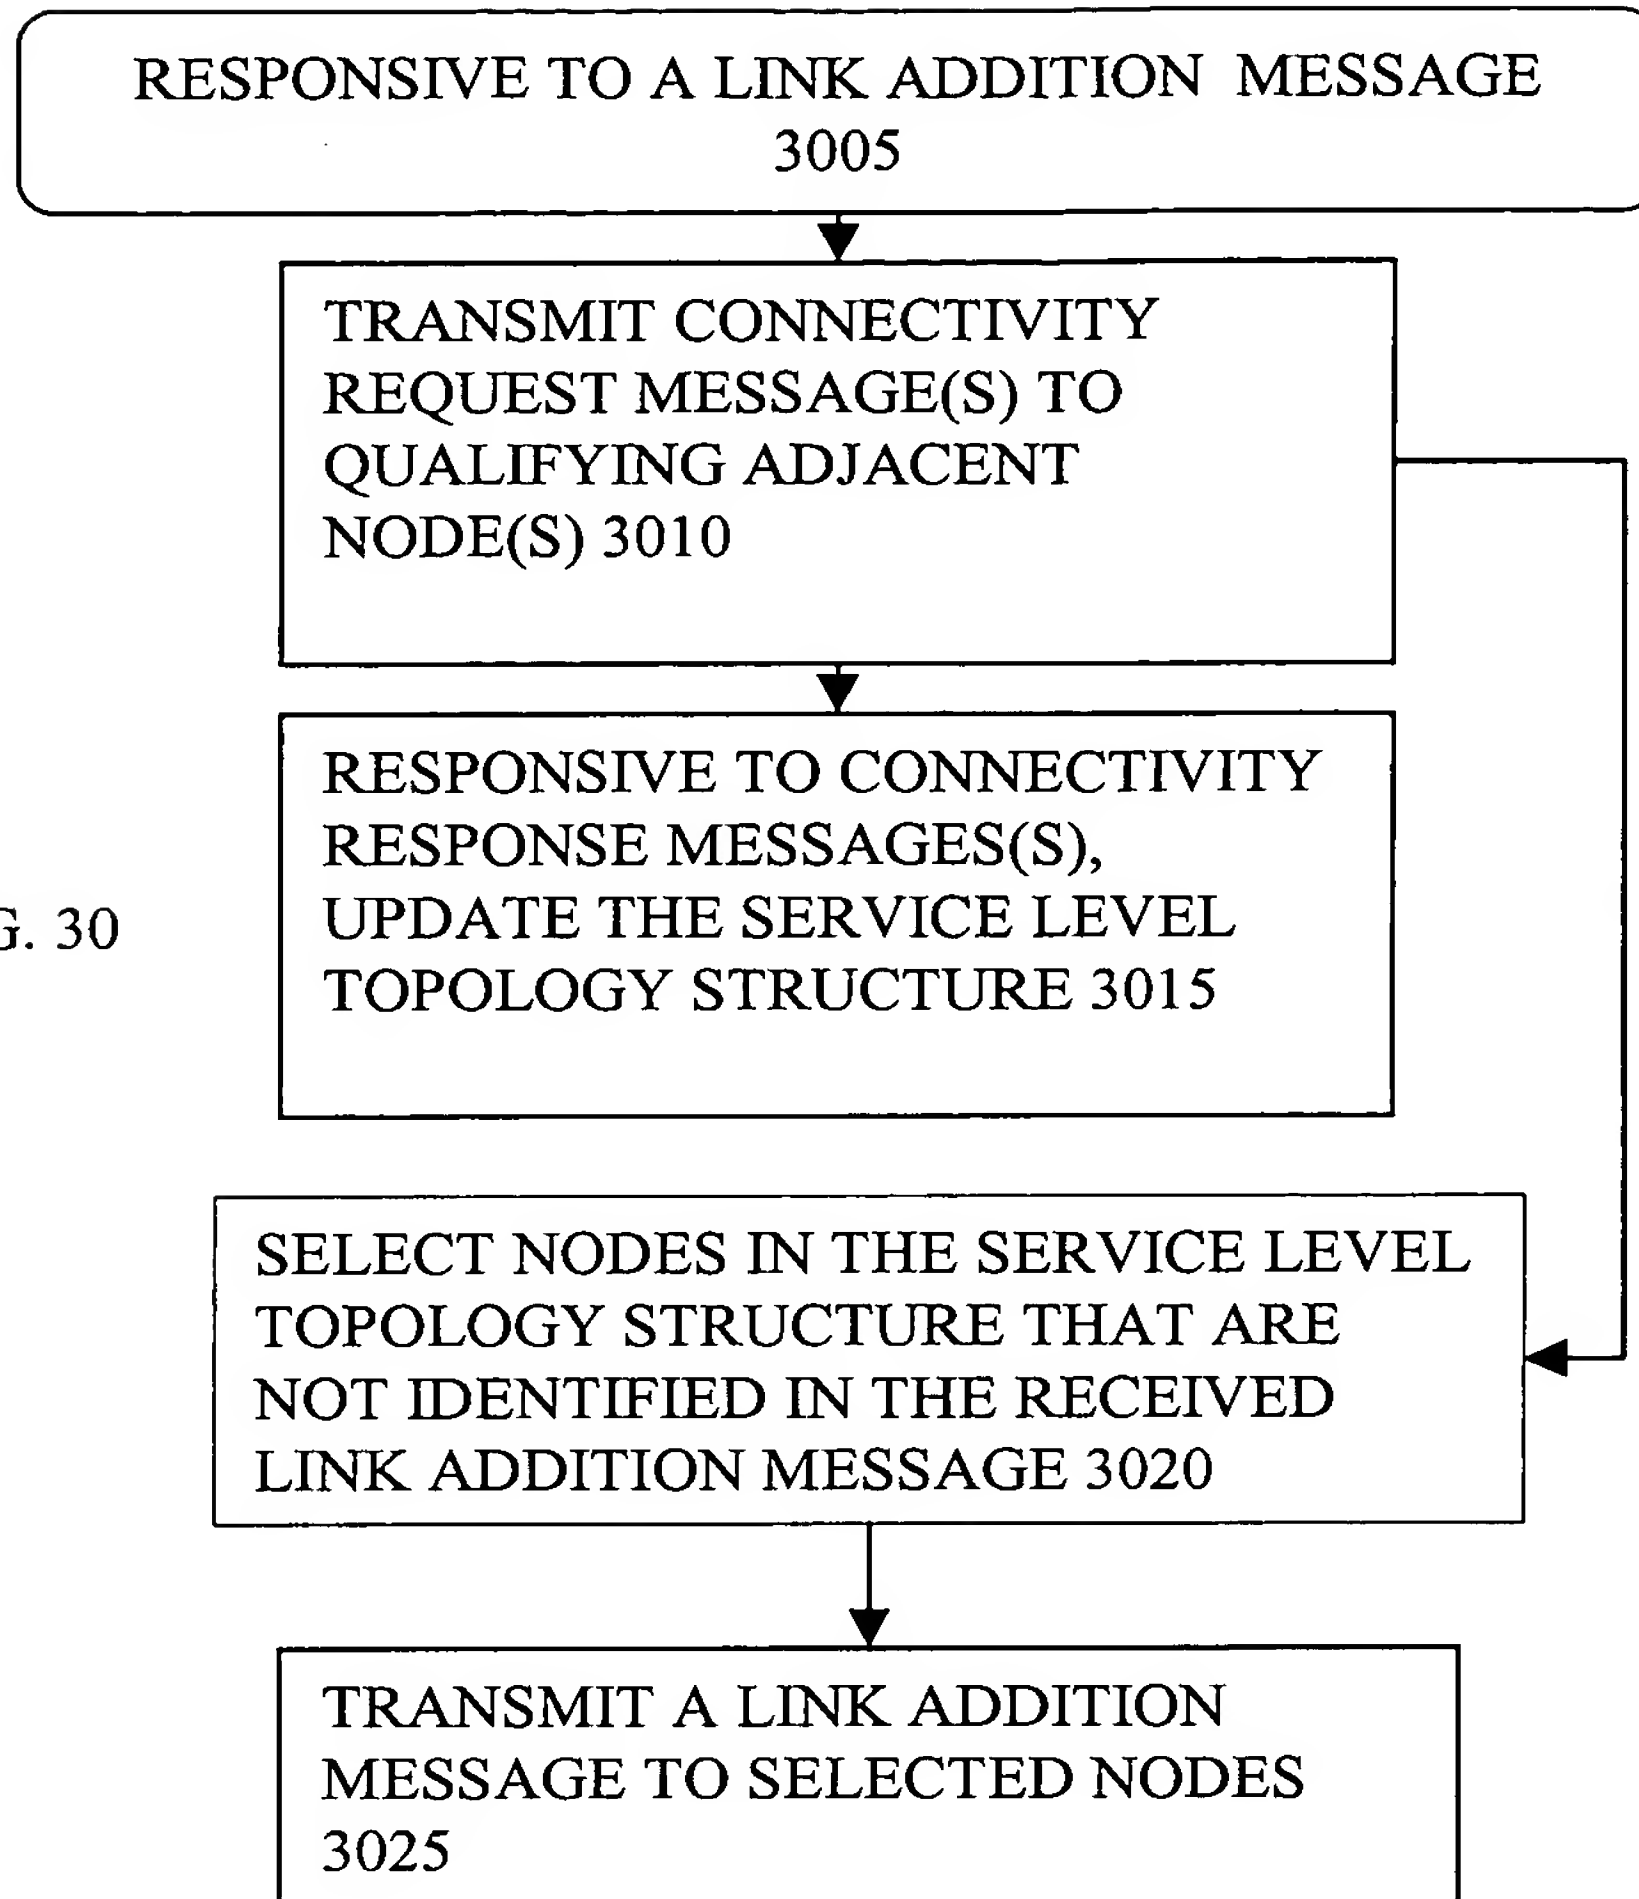 RESPONSIVE TO A LINK ADDITION MESSAGE
3005
TRANSMIT CONNECTIVITY
REQUEST MESSAGE(S) TO
QUALIFYING ADJACENT
NODE(S) 3010
RESPONSIVE TO CONNECTIVITY
RESPONSE MESSAGES(S),
UPDATE THE SERVICE LEVEL
TOPOLOGY STRUCTURE 3015
G. 30
SELECT NODES IN THE SERVICE LEVEL
TOPOLOGY STRUCTURE THAT ARE
NOT IDENTIFIED IN THE RECEIVED
LINK ADDITION MESSAGE 3020
TRANSMIT A LINK ADDITION
MESSAGE TO SELECTED NODES
3025